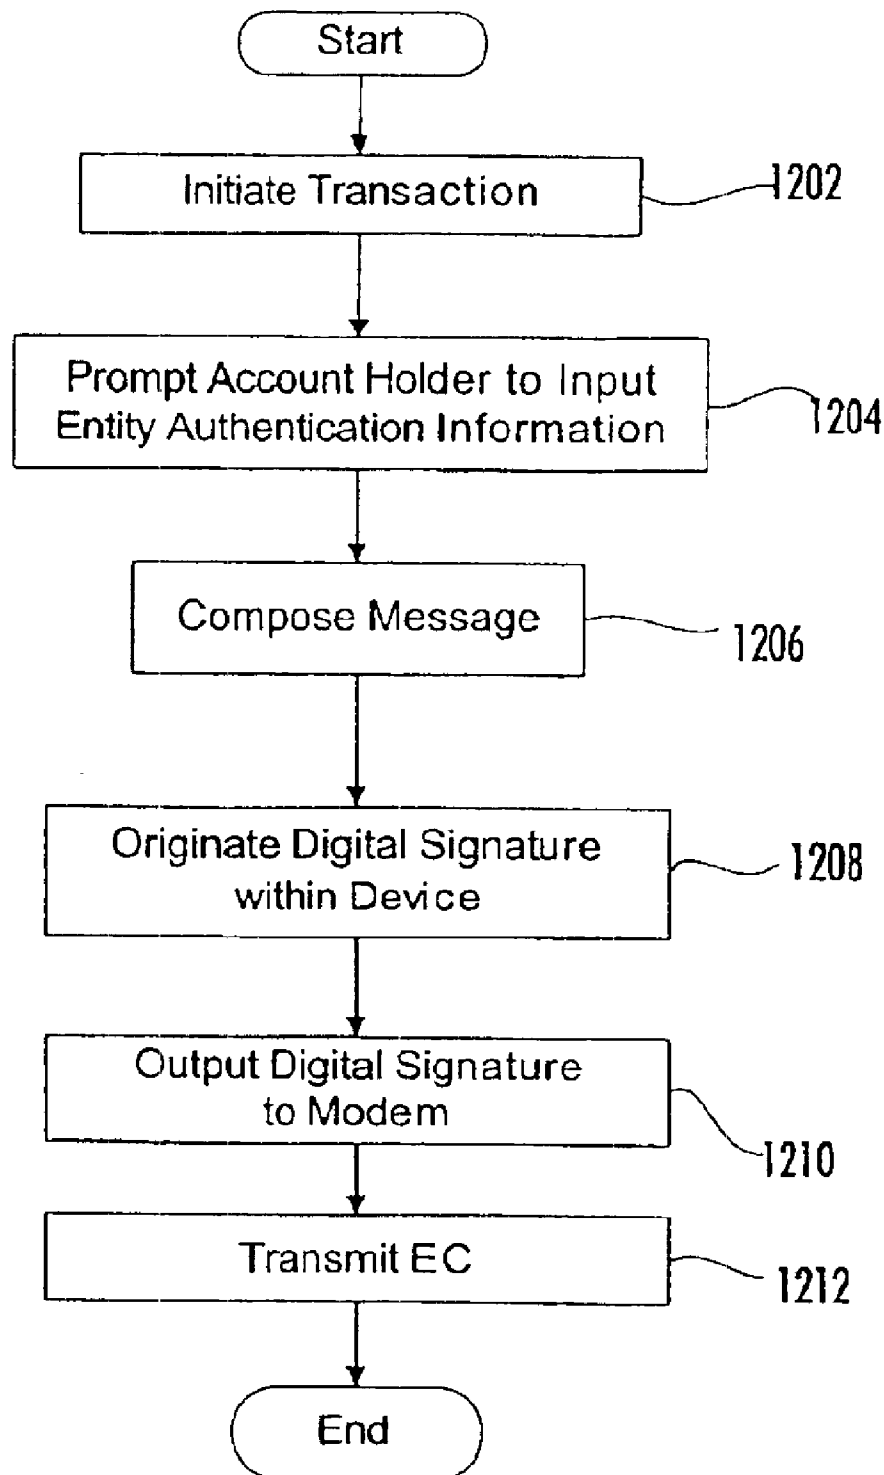 Start
Initiate Transaction
1202
Prompt Account Holder to Input
Entity Authentication Information
1204
Compose Message
1206
Originate Digital Signature
within Device
1208
Output Digital Signature
to Modem
1210
Transmit EC
1212
End